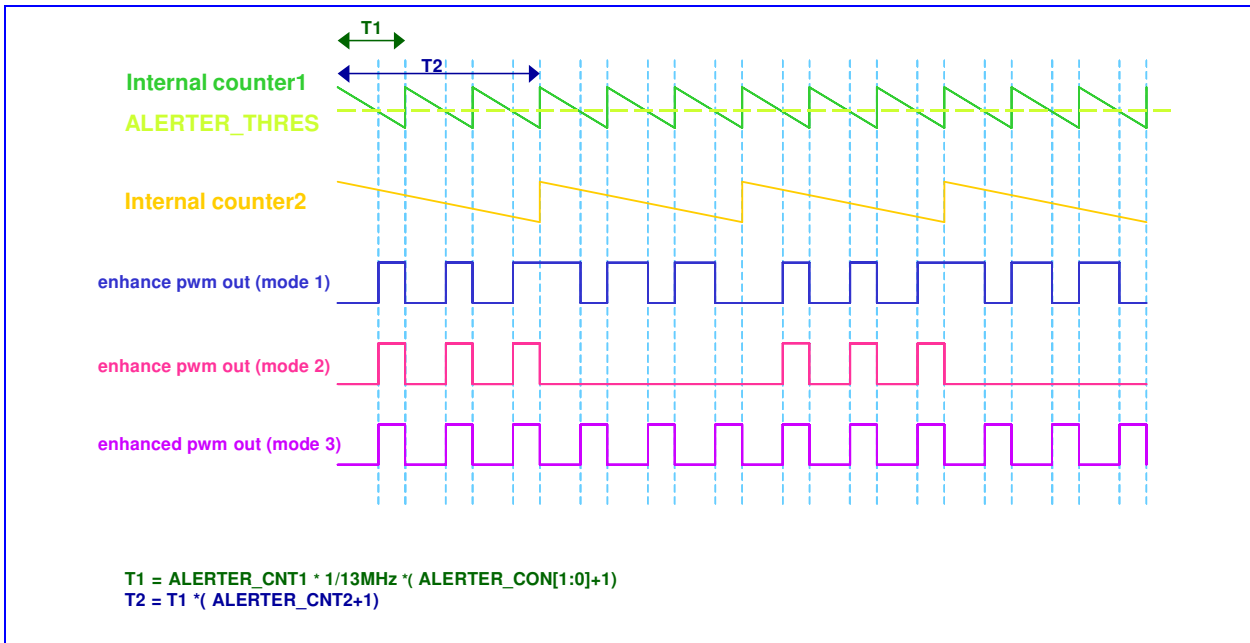 T1
T2
Internal counter1
ALERTER_THRES
Internal counter2
enhance pwm out (mode 1)
enhance pwm out (mode 2)
enhanced pwm out (mode 3)
T1 = ALERTER_CNT1 * 1/13MHz *( ALERTER_CON[1:0]+1)
T2 = T1 *( ALERTER_CNT2+1)